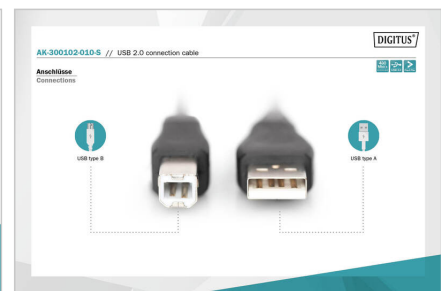 DIGITUS®
AK-300102-010-S // USB 2.0 connection cable
Anschlüsse
Connections
USB type B
USB type A